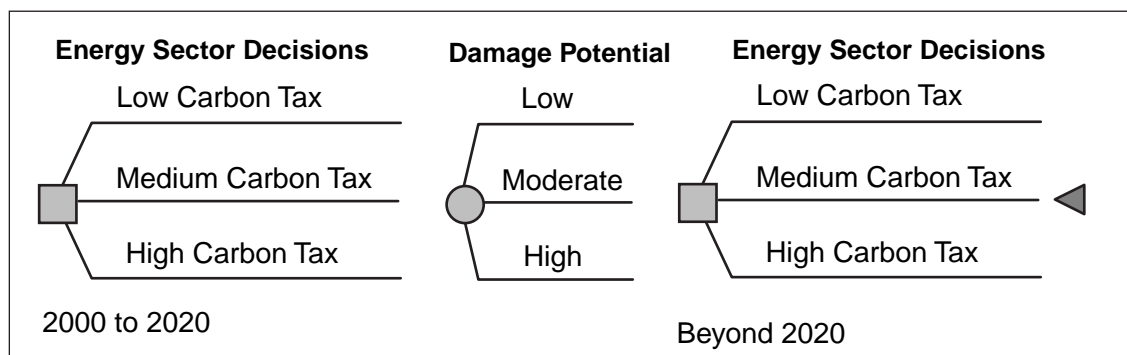 Energy Sector Decisions
Damage Potential
Energy Sector Decisions
Low Carbon Tax
Low
Low Carbon Tax
Medium Carbon Tax
Moderate
Medium Carbon Tax
High Carbon Tax
High
High Carbon Tax
2000 to 2020
Beyond 2020